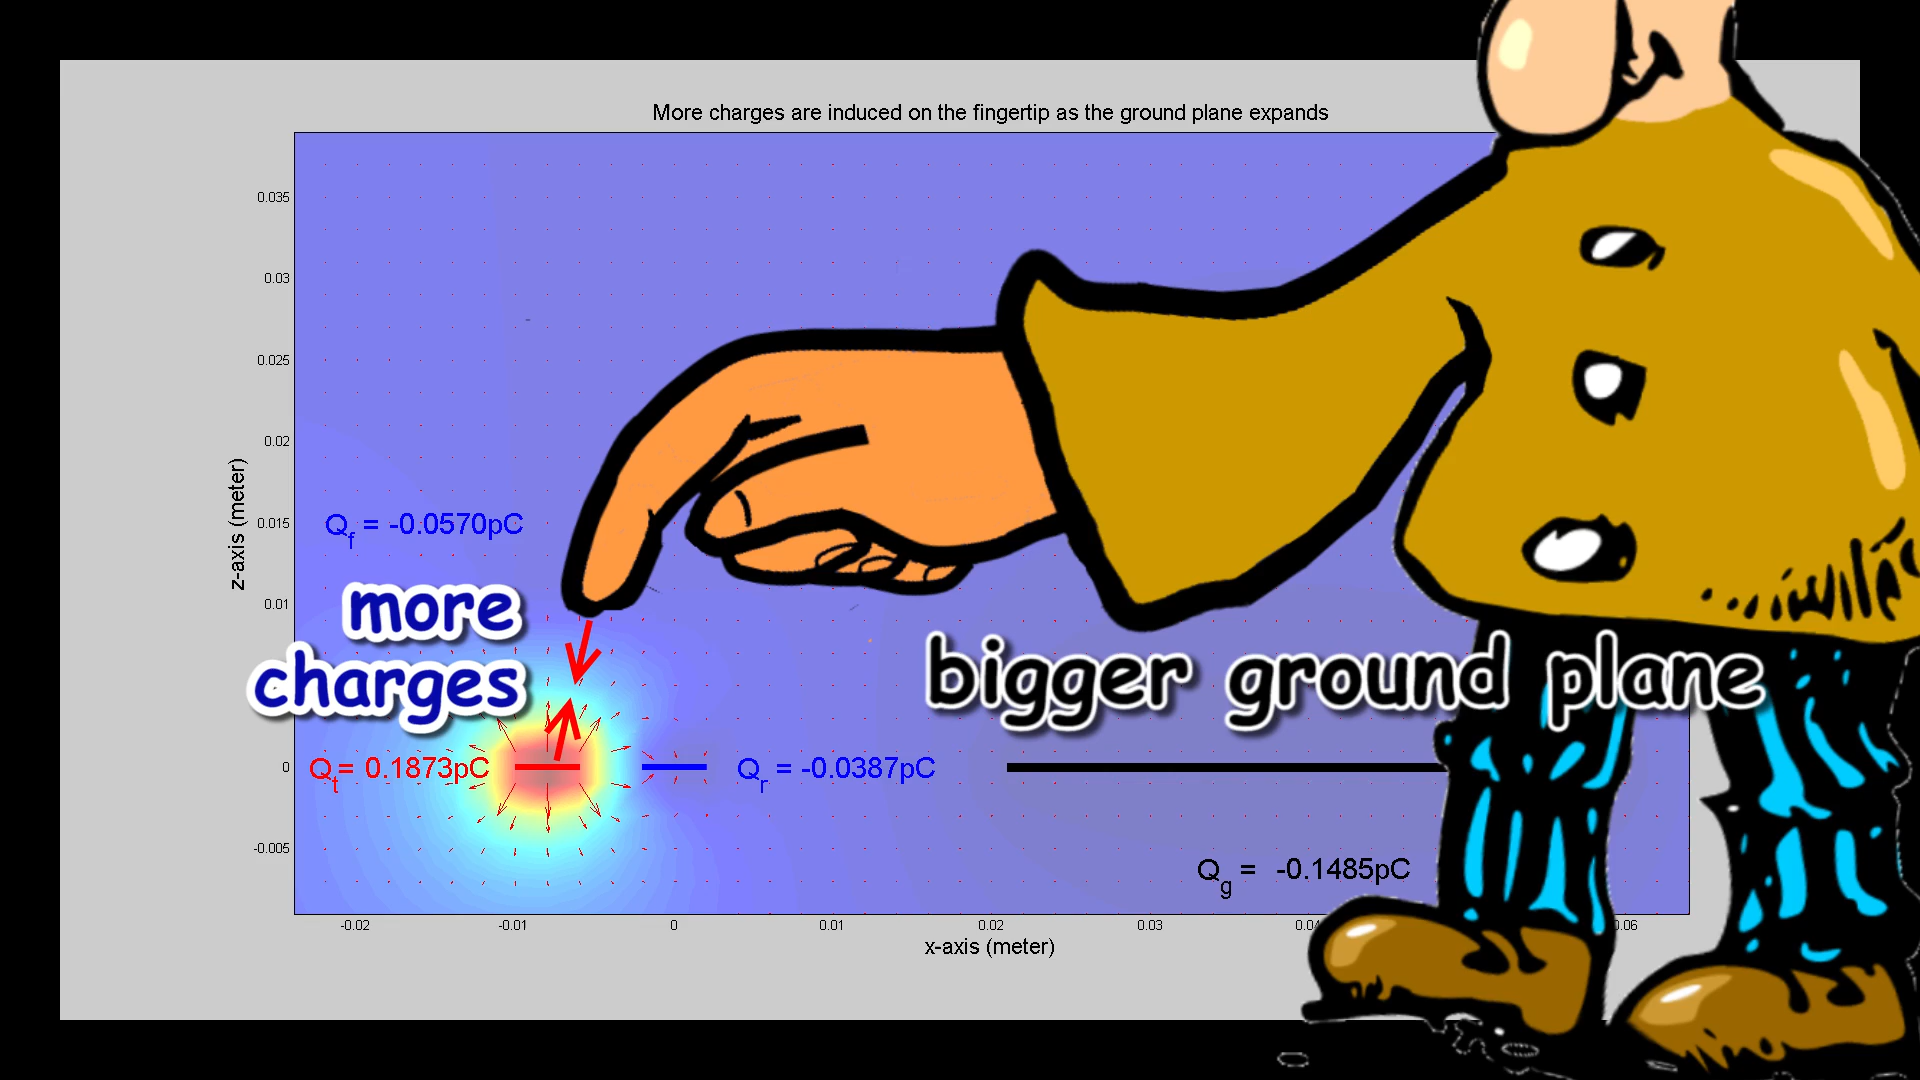 More charges are induced on the fingertip as the ground plane expands
0.035
0.03
0.025
0.02
0.015
0.01
0
-0.005
z-axis (meter)
Qf = -0.0570pC
more
charges
bigger ground plane
Qt= 0.1873pC
Qr = -0.0387pC
Qg = -0.1485pC
-0.02 -0.01 0 0.01 0.02 0.03 0.06
x-axis (meter)